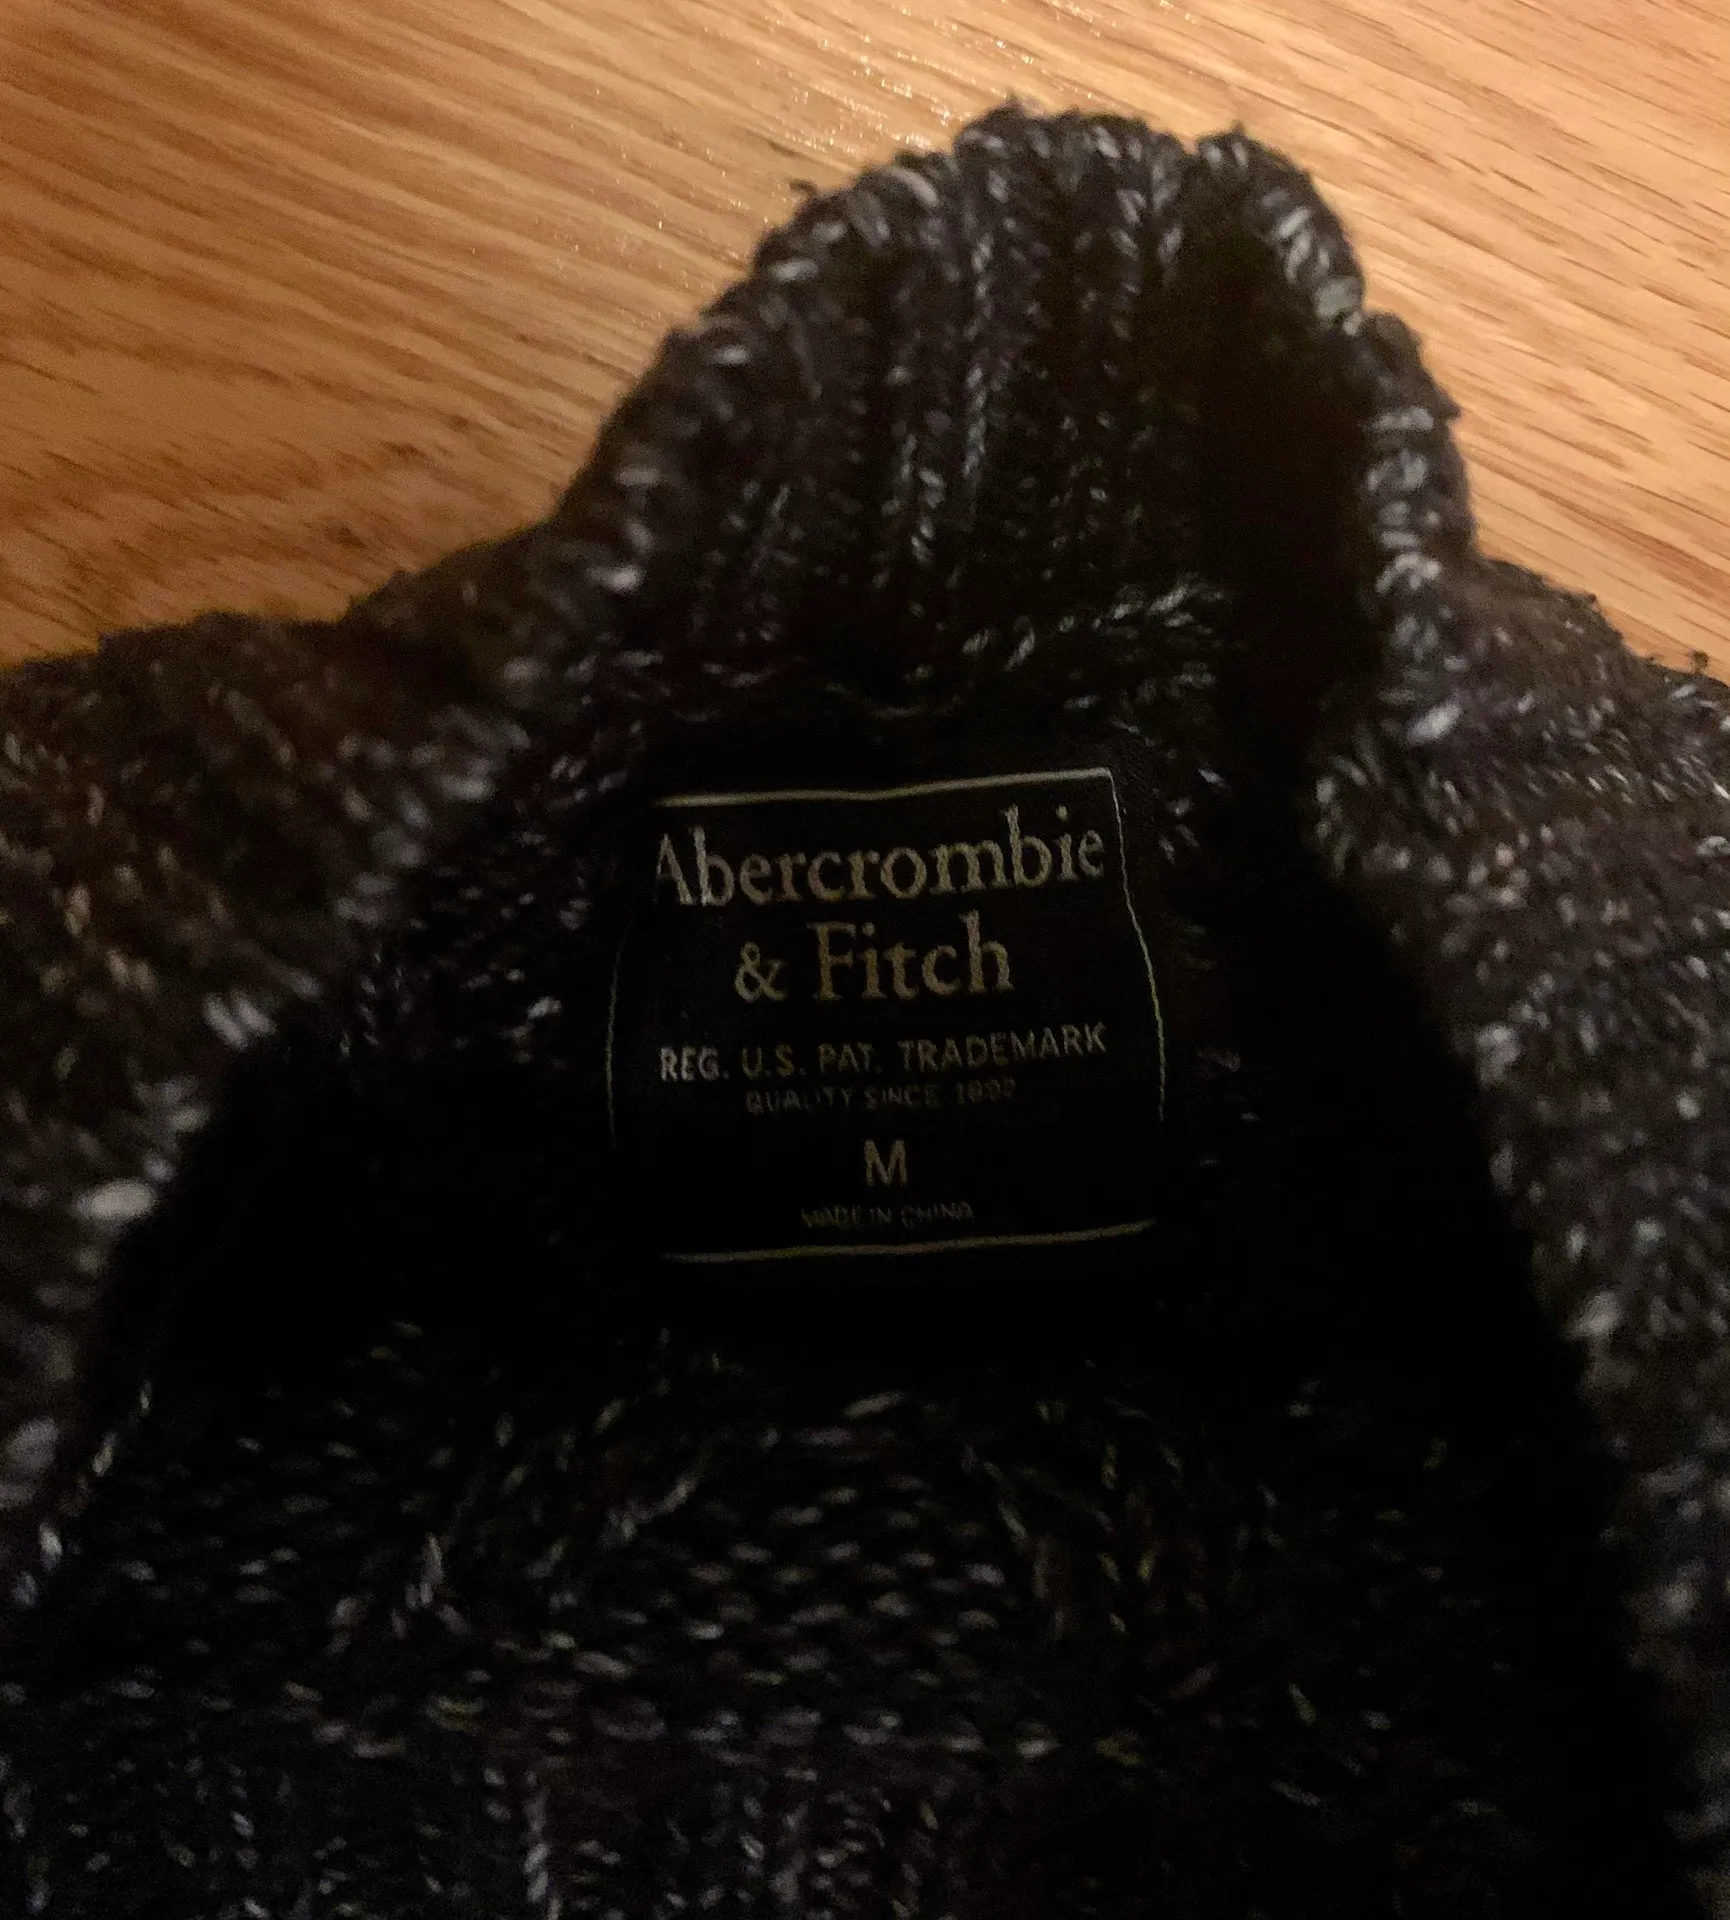 Abercrombie
& Fitch
REG. U.S. PAT. TRADEMARK
QUALITY SINCE 1892
M
MADE IN CHINA